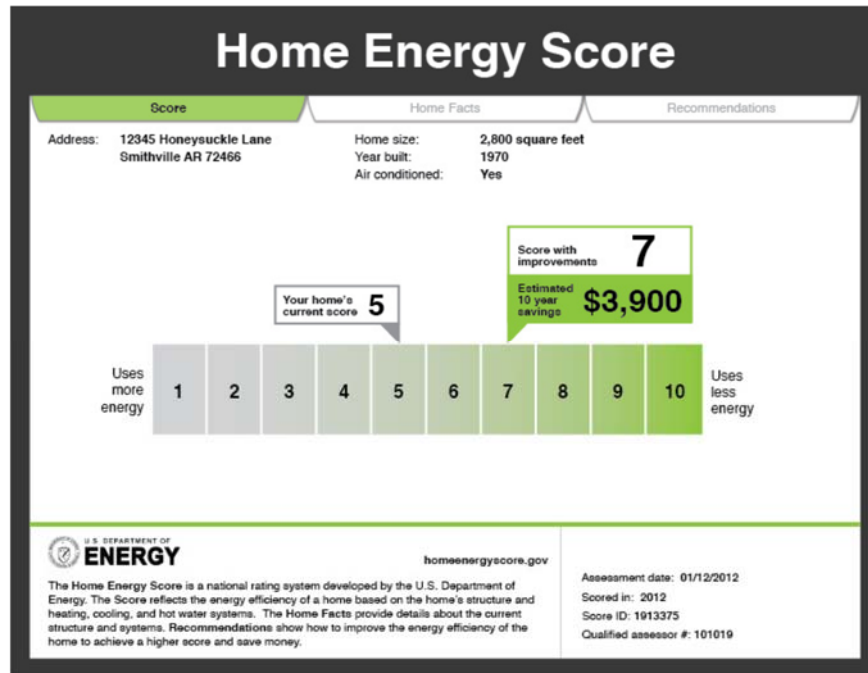 Home Energy Score
Score
Home Facts
Recommendations
Address: 12345 Honeysuckle Lane
Smithville AR 72466
Home size: 2,800 square feet
Year built: 1970
Air conditioned: Yes
Score with
improvements 7
Estimated
10 year
savings $3,900
Your home's
current score 5
Uses
more
energy
1 2 3 4 5 6 7 8 9 10
Uses
less
energy
U.S. DEPARTMENT OF
ENERGY
homeenergyscore.gov
The Home Energy Score is a national rating system developed by the U.S. Department of
Energy. The Score reflects the energy efficiency of a home based on the home's structure and
heating, cooling, and hot water systems. The Home Facts provide details about the current
structure and systems. Recommendations show how to improve the energy efficiency of the
home to achieve a higher score and save money.
Assessment date: 01/12/2012
Scored in: 2012
Score ID: 1913375
Qualified assessor #: 101019